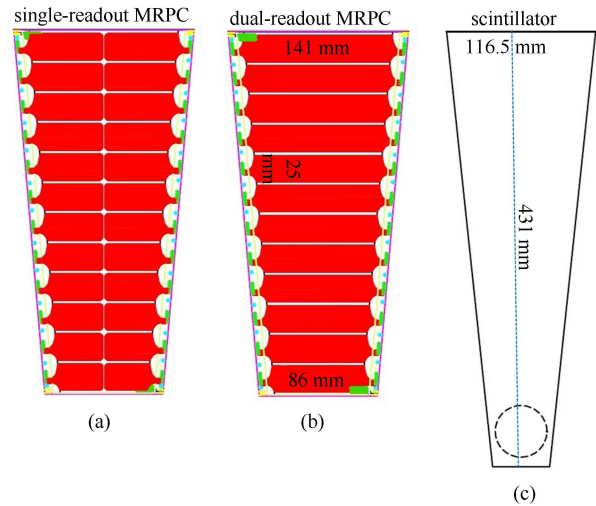 single-readout MRPC
dual-readout MRPC
scintillator
141 mm
116.5 mm
25
mm
431 mm
86 mm
(a)
(b)
(c)